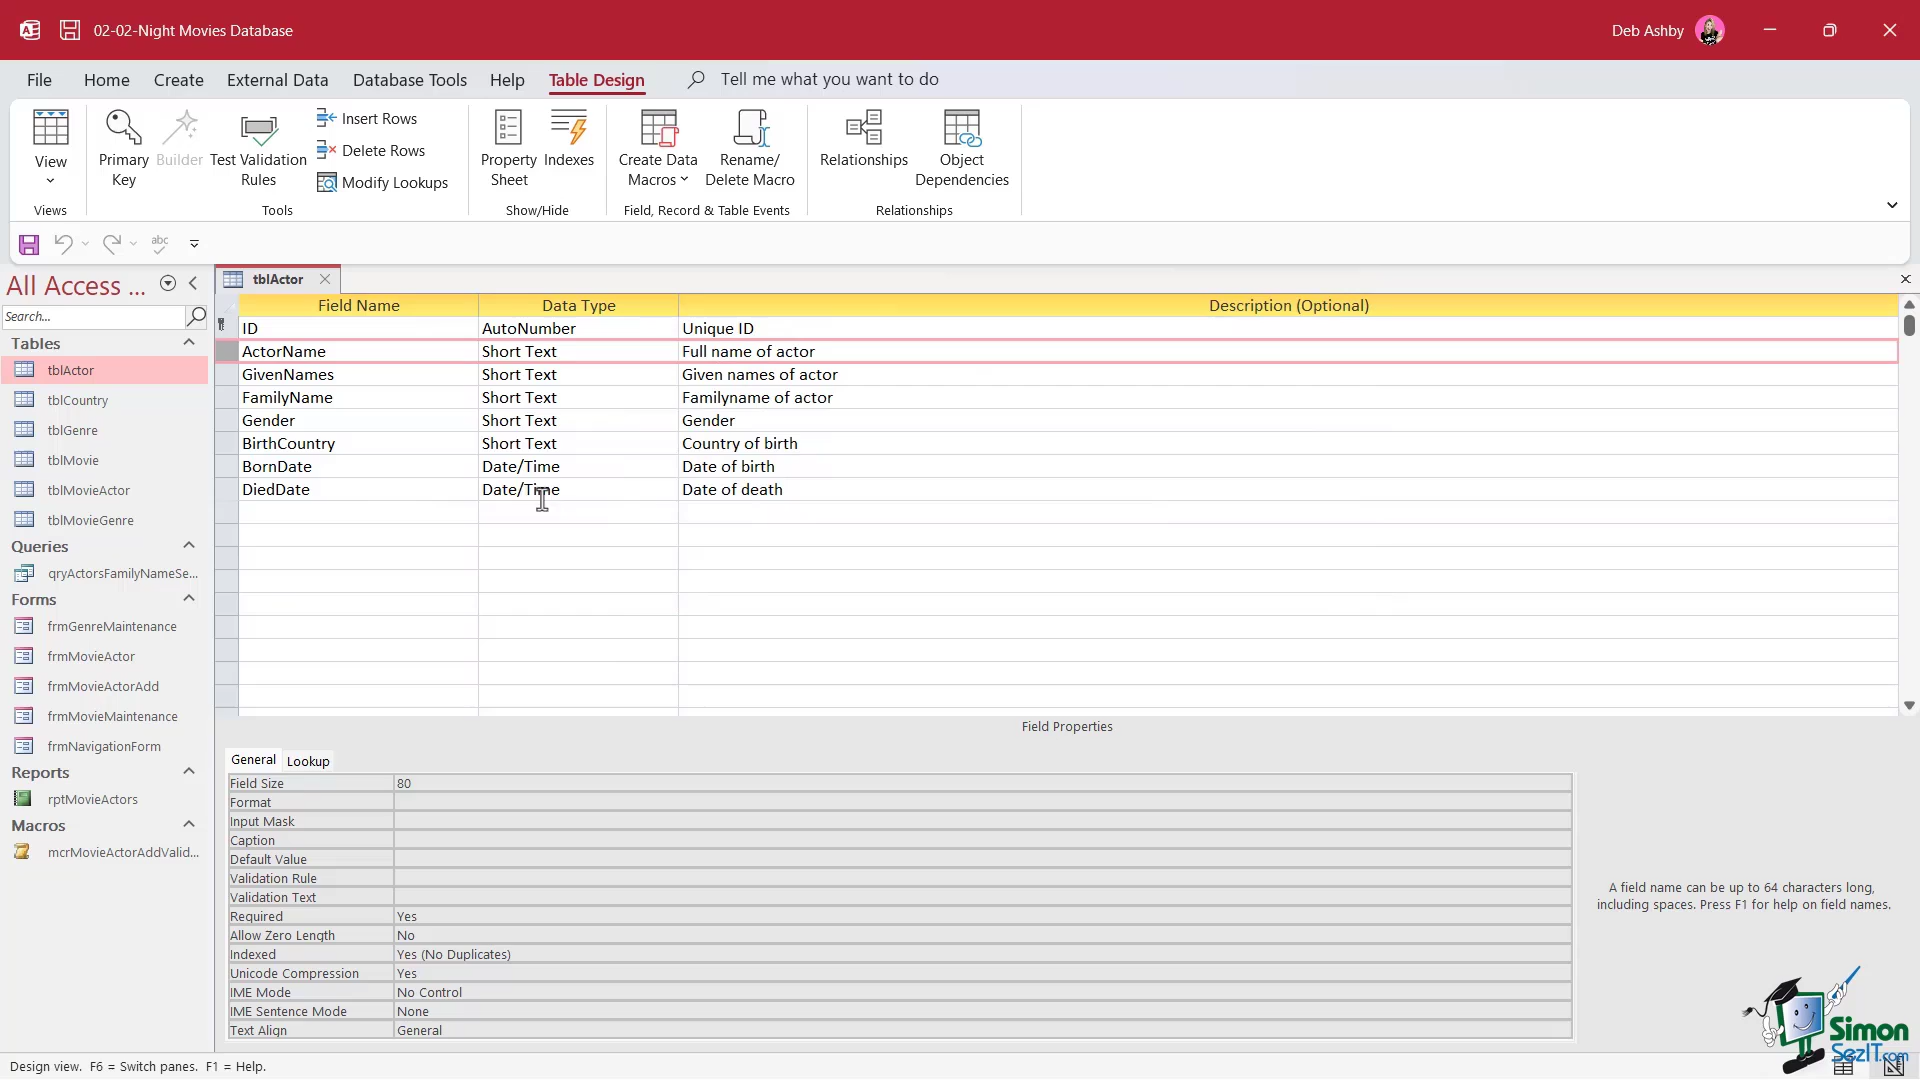 02-02-Night Movies Database
Deb Ashby
File Home Create External Data Database Tools Help Table Design Tell me what you want to do
View
Primary Key
Builder
Test Validation Rules
Insert Rows
Delete Rows
Modify Lookups
Property Sheet
Indexes
Create Data Macros
Rename/ Delete Macro
Relationships
Object Dependencies
Views Tools Show/Hide Field, Record & Table Events Relationships
abc
All Access ...
Search...
Tables
tblActor
tblCountry
tblGenre
tblMovie
tblMovieActor
tblMovieGenre
Queries
qryActorsFamilyNameSe...
Forms
frmGenreMaintenance
frmMovieActor
frmMovieActorAdd
frmMovieMaintenance
frmNavigationForm
Reports
rptMovieActors
Macros
mcrMovieActorAddValid...
tblActor
Field Name Data Type Description (Optional)
ID AutoNumber Unique ID
ActorName Short Text Full name of actor
GivenNames Short Text Given names of actor
FamilyName Short Text Familyname of actor
Gender Short Text Gender
BirthCountry Short Text Country of birth
BornDate Date/Time Date of birth
DiedDate Date/Time Date of death
Field Properties
General Lookup
Field Size 80
Format
Input Mask
Caption
Default Value
Validation Rule
Validation Text
Required Yes
Allow Zero Length No
Indexed Yes (No Duplicates)
Unicode Compression Yes
IME Mode No Control
IME Sentence Mode None
Text Align General
A field name can be up to 64 characters long,
including spaces. Press F1 for help on field names.
Design view. F6 = Switch panes. F1 = Help.
Simon
SezIT.com